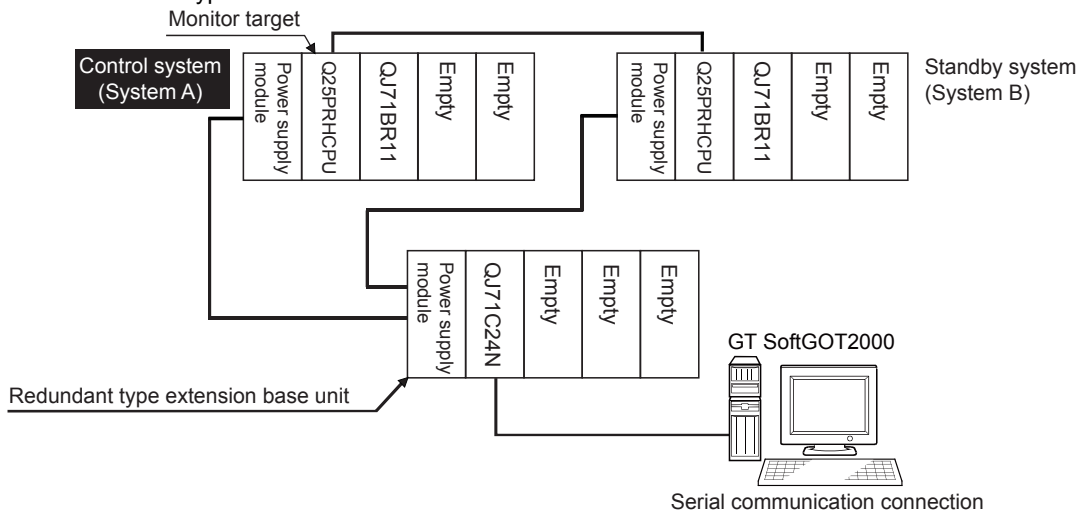 Monitor target
Control system
(System A)
Power supply
module
Q25PRHCPU
QJ71BR11
Empty
Empty
Power supply
module
Q25PRHCPU
QJ71BR11
Empty
Empty
Standby system
(System B)
Power supply
module
QJ71C24N
Empty
Empty
Empty
GT SoftGOT2000
Redundant type extension base unit
Serial communication connection